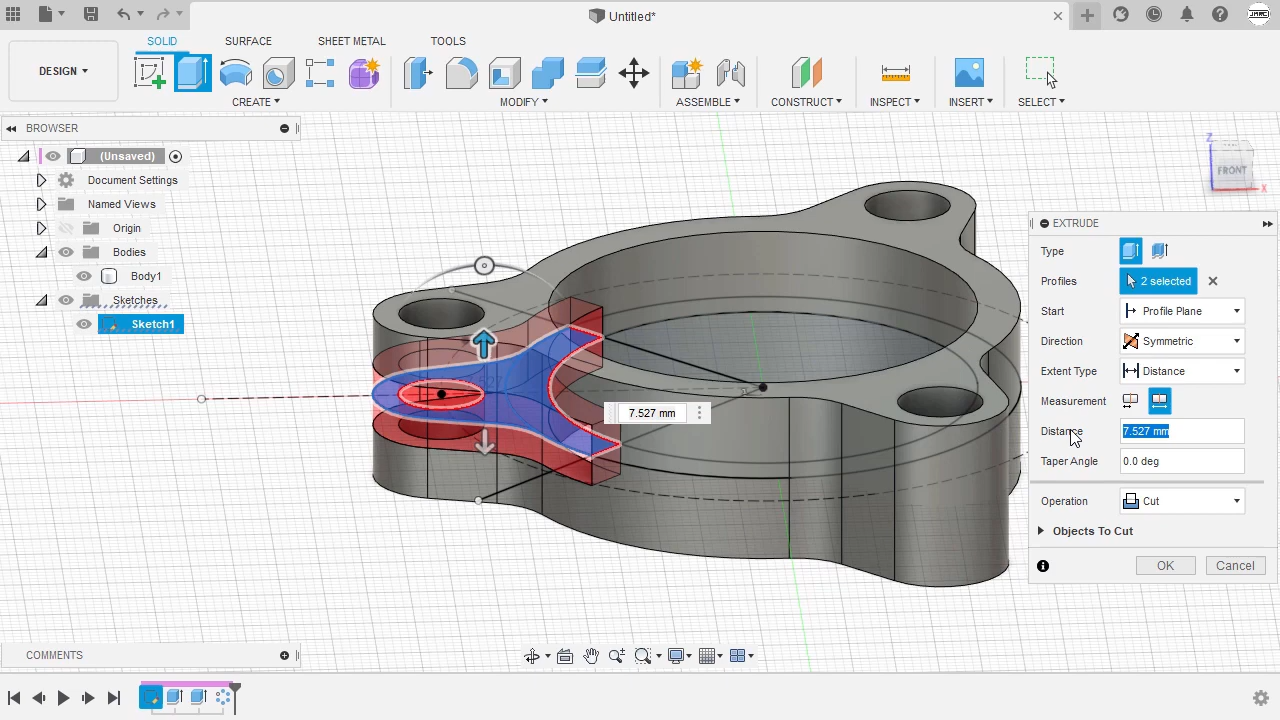 Untitled*
JMRC
DESIGN
SOLID
SURFACE
SHEET METAL
TOOLS
CREATE
MODIFY
ASSEMBLE
CONSTRUCT
INSPECT
INSERT
SELECT
BROWSER
(Unsaved)
Document Settings
Named Views
Origin
Bodies
Body1
Sketches
Sketch1
Z
FRONT
X
EXTRUDE
Type
Profiles
2 selected
Start
Profile Plane
Direction
Symmetric
Extent Type
Distance
Measurement
Distance
7.527 mm
Taper Angle
0.0 deg
Operation
Cut
Objects To Cut
OK
Cancel
7.527 mm
COMMENTS